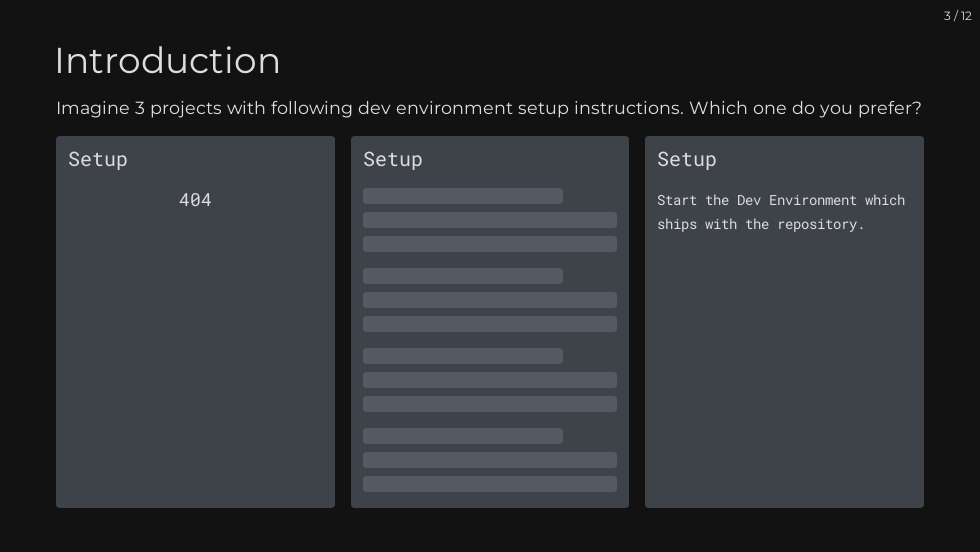 3 / 12
Introduction
Imagine 3 projects with following dev environment setup instructions. Which one do you prefer?
Setup
404
Setup
Setup
Start the Dev Environment which
ships with the repository.